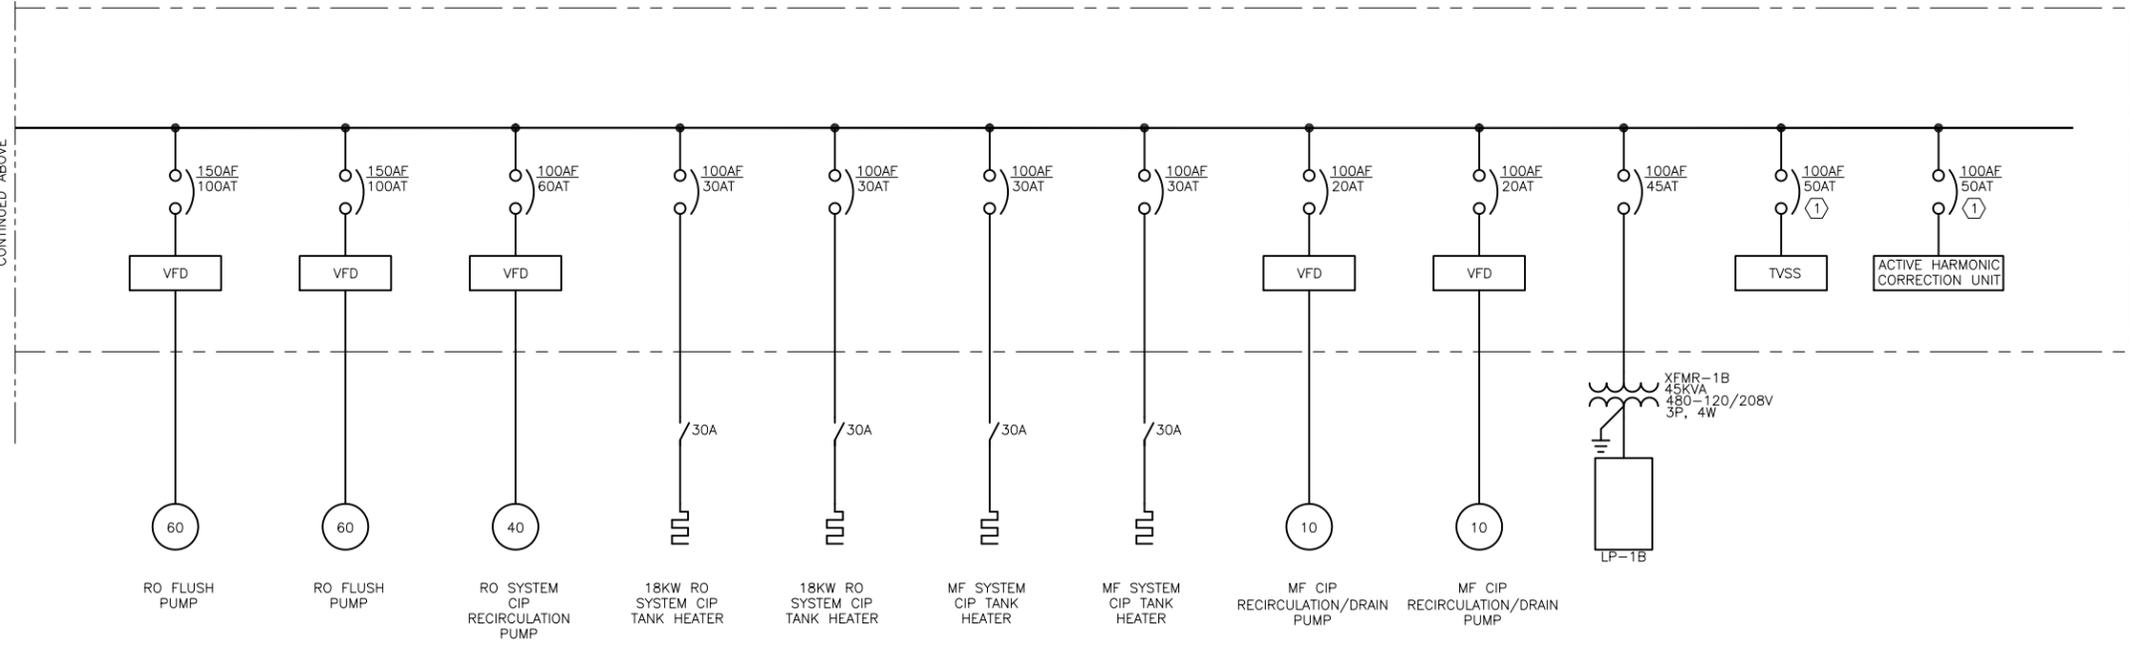 CONTINUED ABOVE
150AF
100AT
150AF
100AT
100AF
60AT
100AF
30AT
100AF
30AT
100AF
30AT
100AF
30AT
100AF
20AT
100AF
20AT
100AF
45AT
100AF
50AT
1
100AF
50AT
1
VFD
VFD
VFD
VFD
VFD
TVSS
ACTIVE HARMONIC
CORRECTION UNIT
XFMR-1B
45KVA
480-120/208V
3P, 4W
30A
30A
30A
30A
60
60
40
10
10
LP-1B
RO FLUSH
PUMP
RO FLUSH
PUMP
RO SYSTEM
CIP
RECIRCULATION
PUMP
18KW RO
SYSTEM CIP
TANK HEATER
18KW RO
SYSTEM CIP
TANK HEATER
MF SYSTEM
CIP TANK
HEATER
MF SYSTEM
CIP TANK
HEATER
MF CIP
RECIRCULATION/DRAIN
PUMP
MF CIP
RECIRCULATION/DRAIN
PUMP